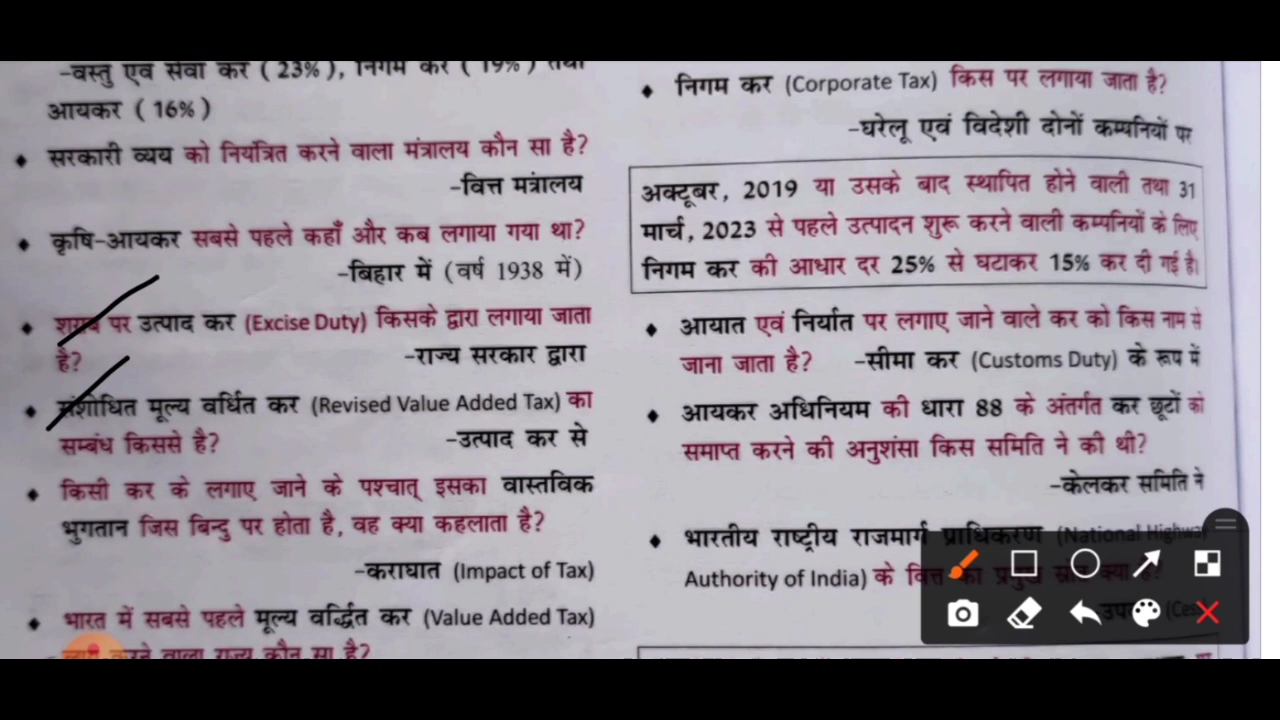 -वस्तु एवं सेवा कर ( 23%), निगम कर ( 19%) तथा
आयकर ( 16%)
♦ सरकारी व्यय को नियंत्रित करने वाला मंत्रालय कौन सा है?
-वित्त मंत्रालय
♦ कृषि-आयकर सबसे पहले कहाँ और कब लगाया गया था?
-बिहार में (वर्ष 1938 में)
♦ शराब पर उत्पाद कर (Excise Duty) किसके द्वारा लगाया जाता
है? -राज्य सरकार द्वारा
♦ संशोधित मूल्य वर्धित कर (Revised Value Added Tax) का
सम्बंध किससे है? -उत्पाद कर से
♦ किसी कर के लगाए जाने के पश्चात् इसका वास्तविक
भुगतान जिस बिन्दु पर होता है, वह क्या कहलाता है?
-कराघात (Impact of Tax)
♦ भारत में सबसे पहले मूल्य वर्द्धित कर (Value Added Tax)
लागू करने वाला राज्य कौन सा है?
♦ निगम कर (Corporate Tax) किस पर लगाया जाता है?
-घरेलू एवं विदेशी दोनों कम्पनियों पर
अक्टूबर, 2019 या उसके बाद स्थापित होने वाली तथा 31
मार्च, 2023 से पहले उत्पादन शुरू करने वाली कम्पनियों के लिए
निगम कर की आधार दर 25% से घटाकर 15% कर दी गई है।
♦ आयात एवं निर्यात पर लगाए जाने वाले कर को किस नाम से
जाना जाता है? -सीमा कर (Customs Duty) के रूप में
♦ आयकर अधिनियम की धारा 88 के अंतर्गत कर छूटों को
समाप्त करने की अनुशंसा किस समिति ने की थी?
-केलकर समिति ने
♦ भारतीय राष्ट्रीय राजमार्ग प्राधिकरण (National Highway
Authority of India) के वित्त का प्रमुख स्रोत क्या है?
(Cess)